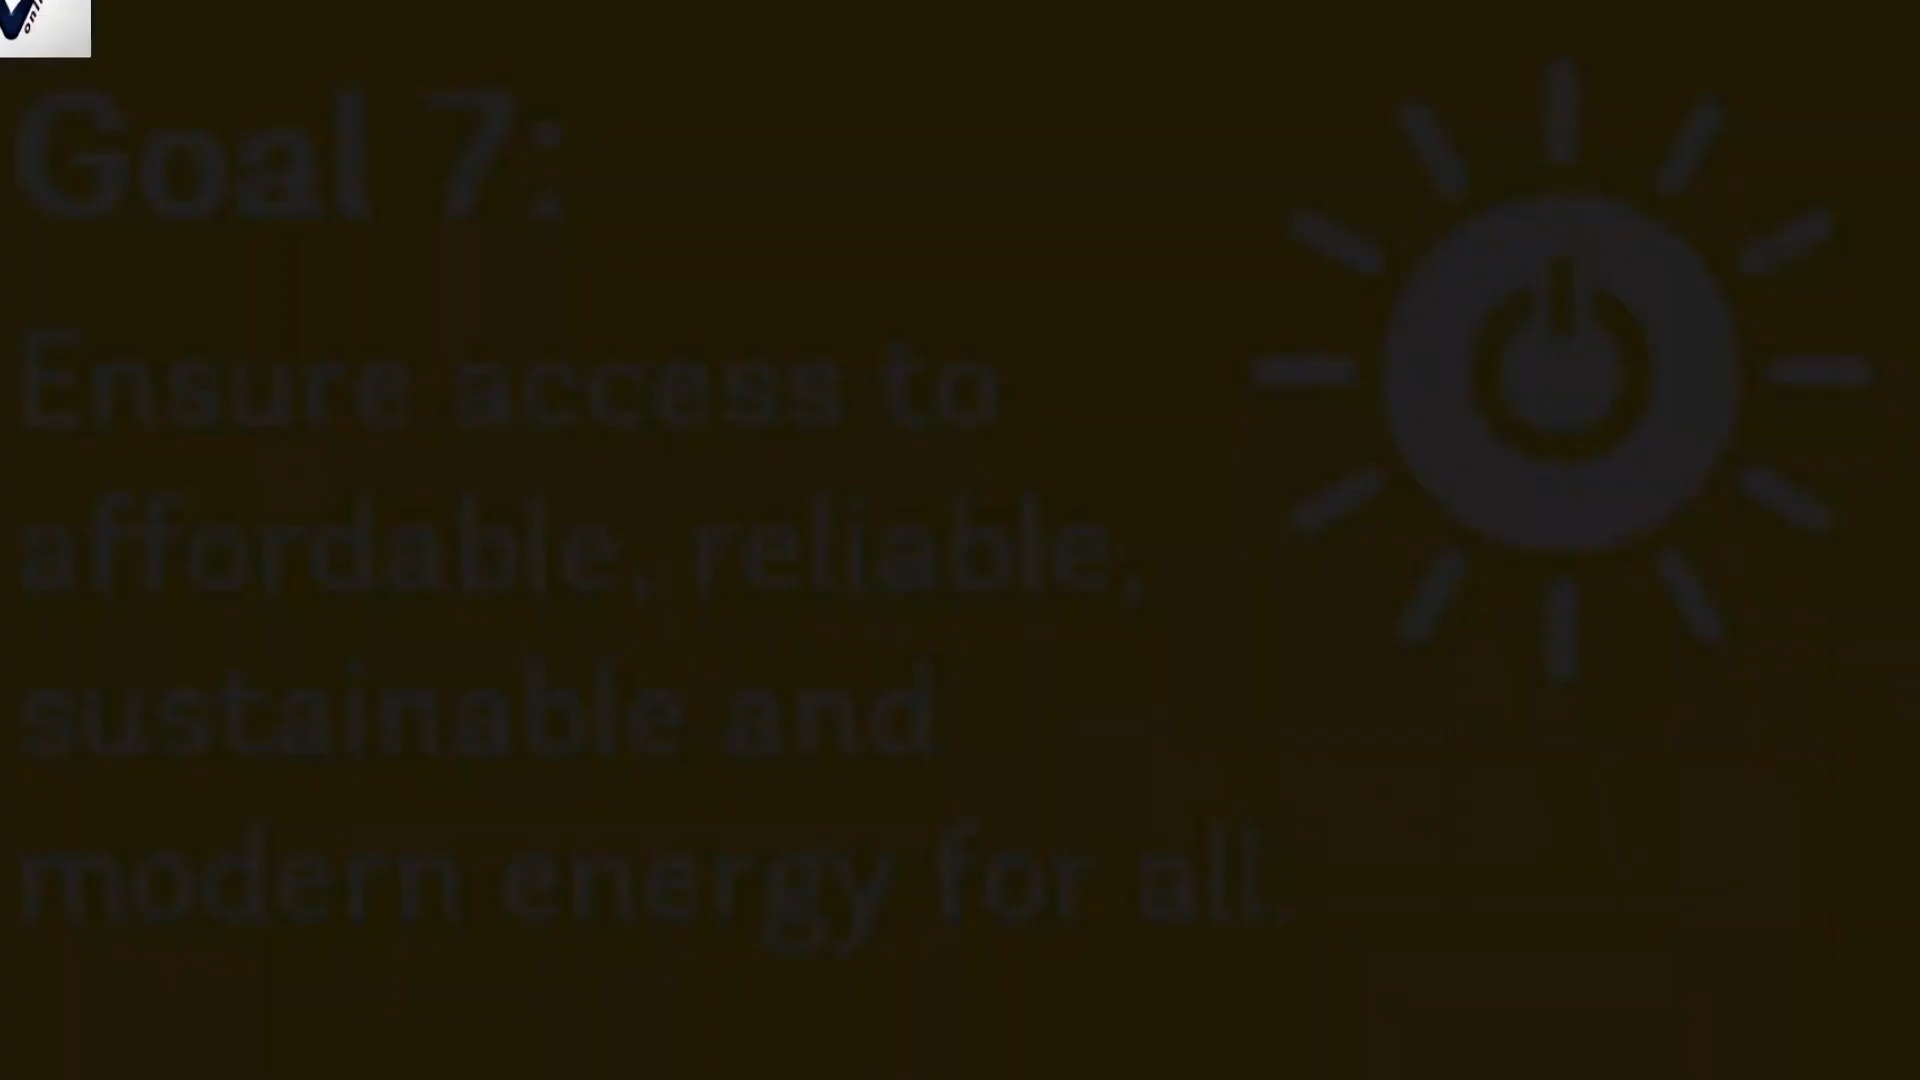 Goal 7:
Ensure access to
affordable, reliable,
sustainable and
modern energy for all.